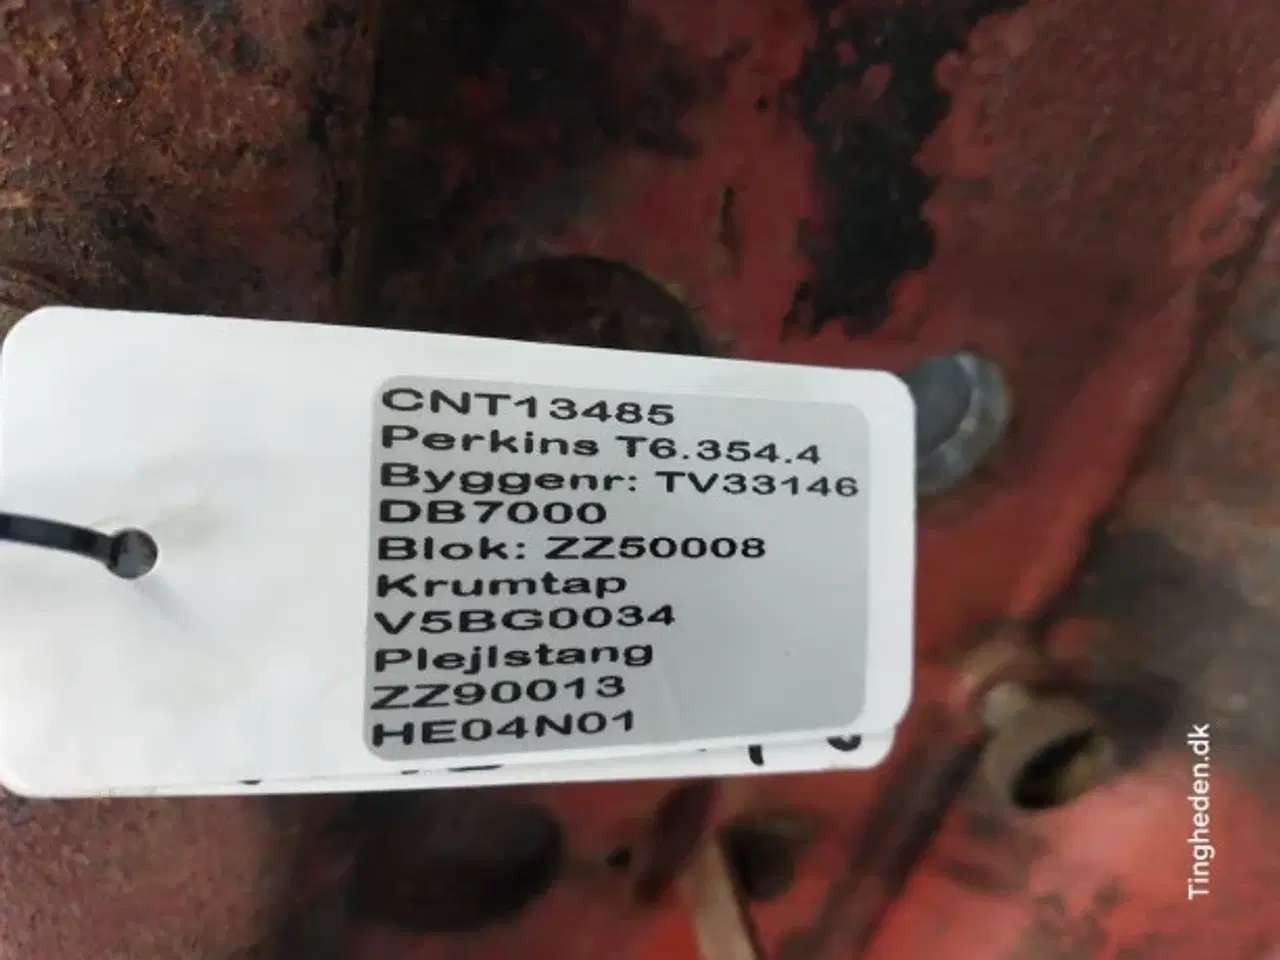 CNT13485
Perkins T6.354.4
Byggenr: TV33146
DB7000
Blok: ZZ50008
Krumtap
V5BG0034
Plejlstang
ZZ90013
HE04N01
Tingheden.dk